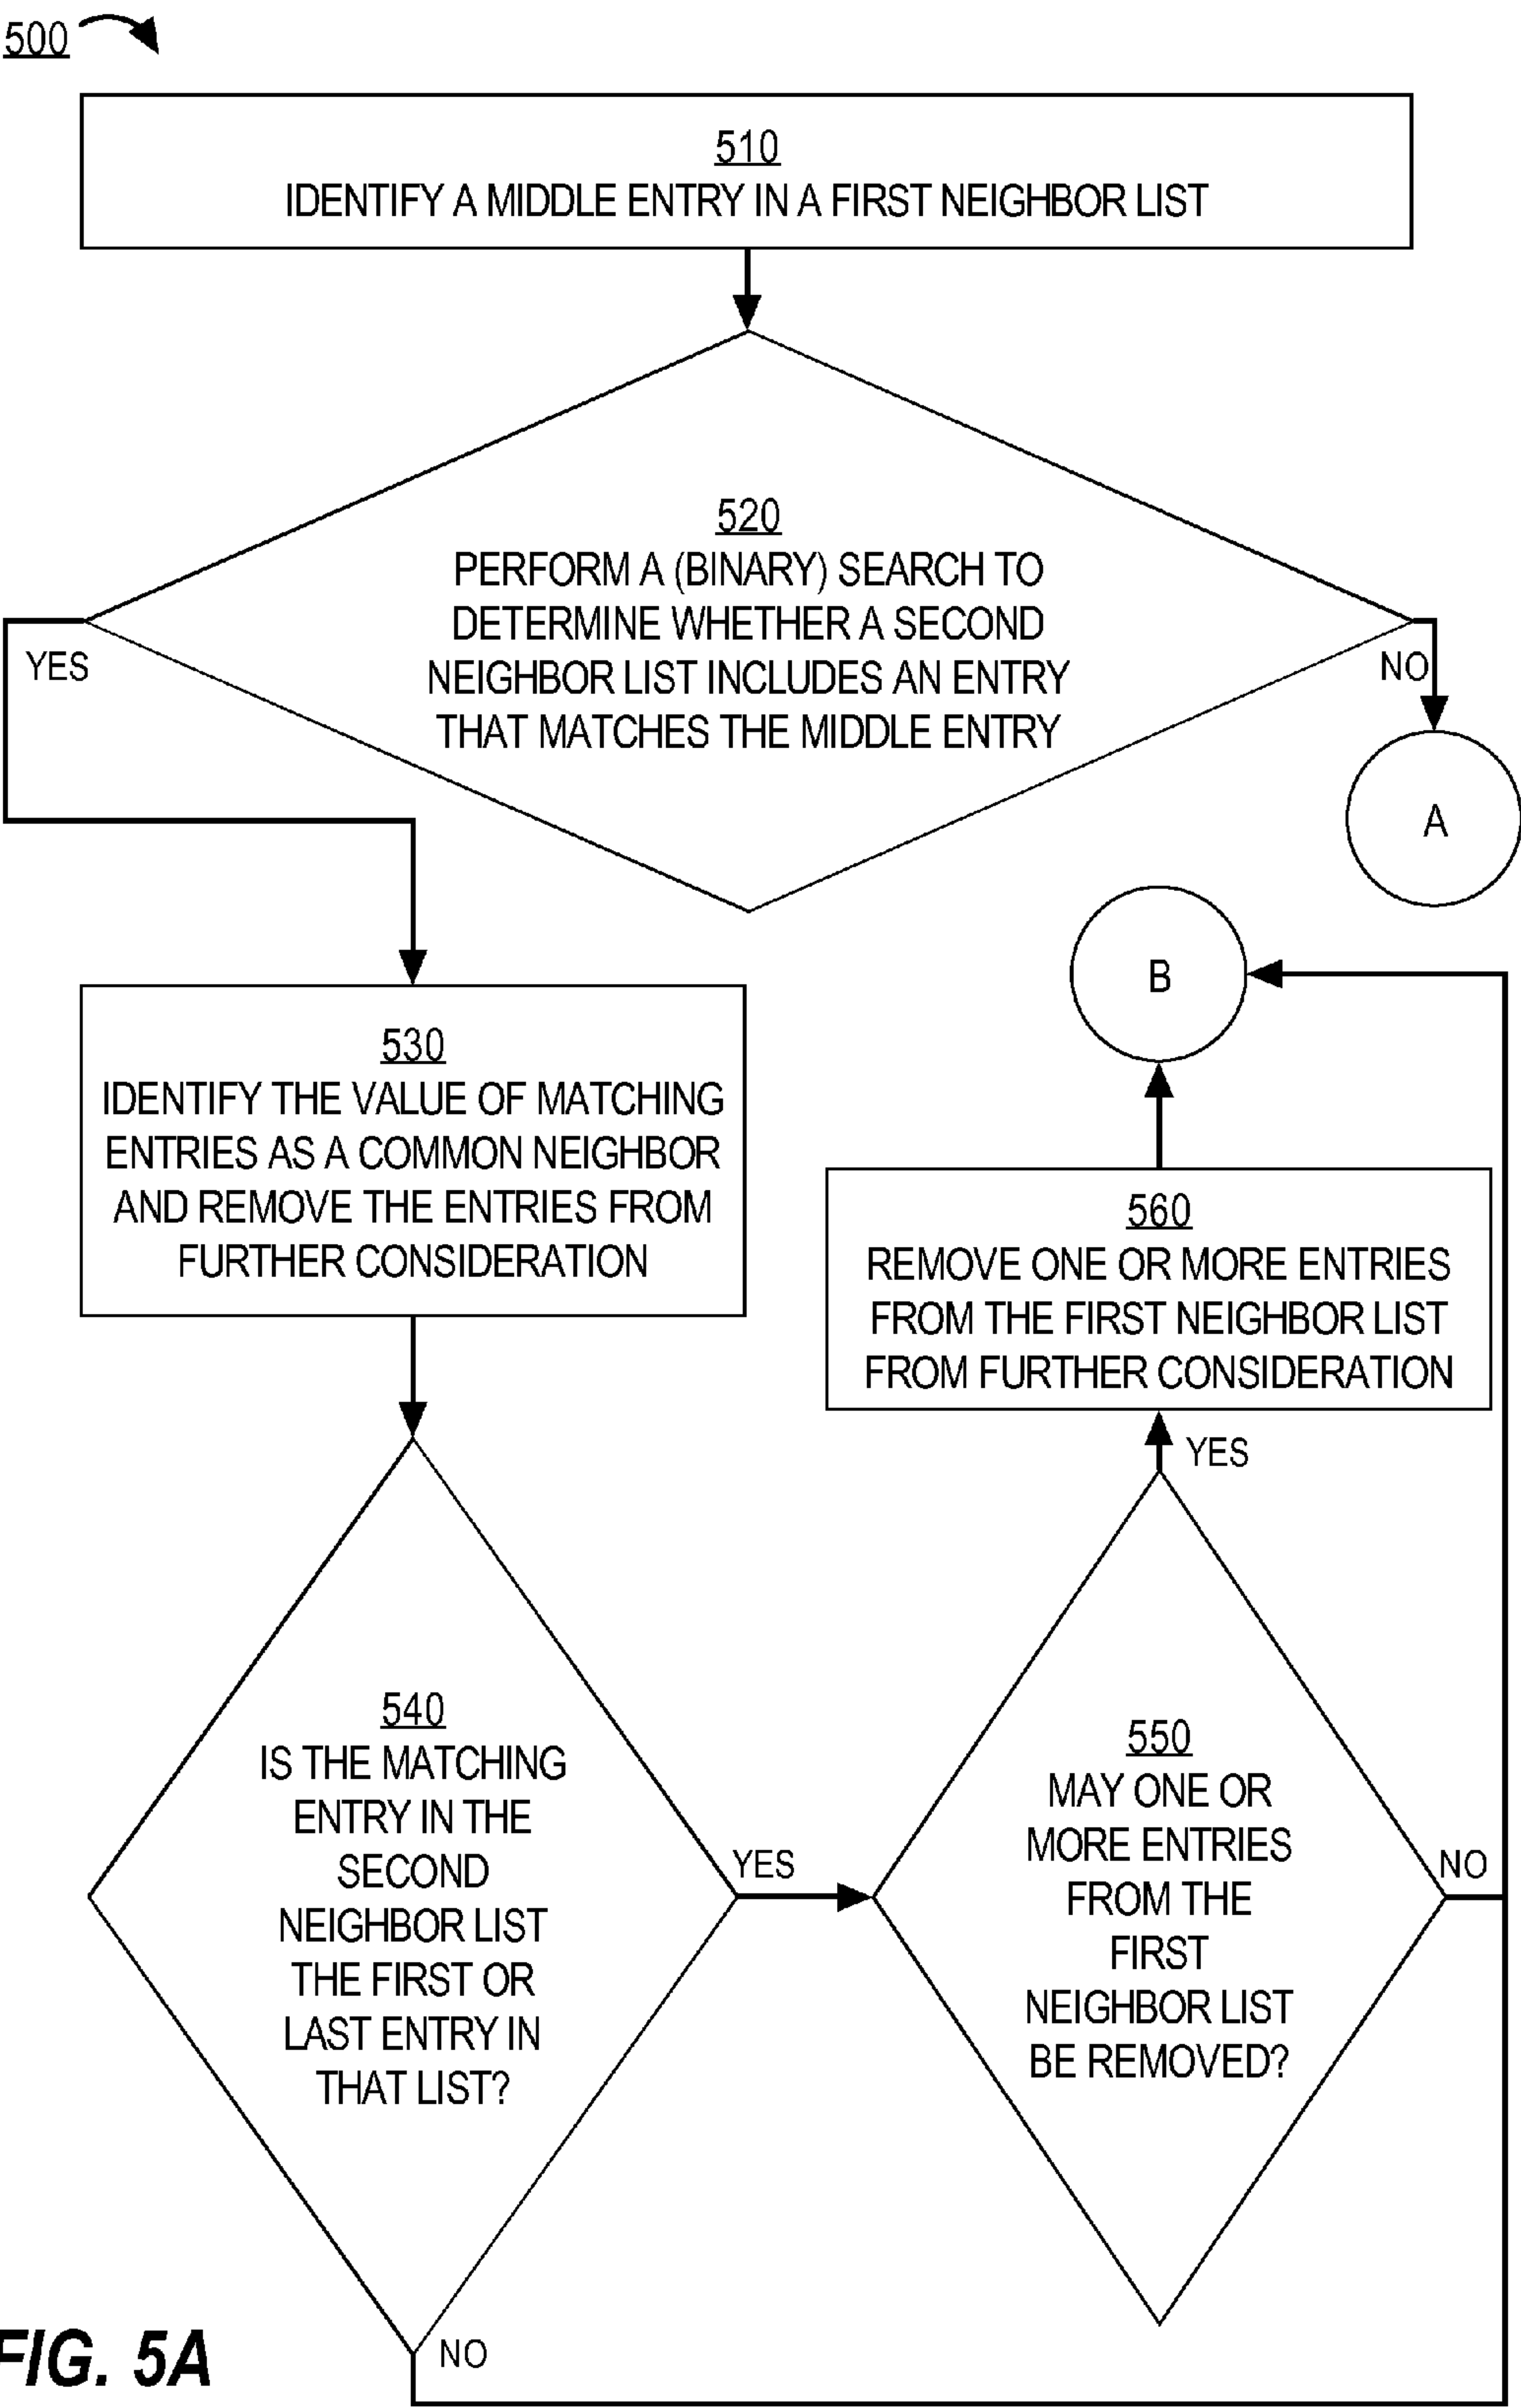 500
510
IDENTIFY A MIDDLE ENTRY IN A FIRST NEIGHBOR LIST
520
PERFORM A (BINARY) SEARCH TO
DETERMINE WHETHER A SECOND
NEIGHBOR LIST INCLUDES AN ENTRY
THAT MATCHES THE MIDDLE ENTRY
YES
NO
A
B
530
IDENTIFY THE VALUE OF MATCHING
ENTRIES AS A COMMON NEIGHBOR
AND REMOVE THE ENTRIES FROM
FURTHER CONSIDERATION
560
REMOVE ONE OR MORE ENTRIES
FROM THE FIRST NEIGHBOR LIST
FROM FURTHER CONSIDERATION
YES
540
IS THE MATCHING
ENTRY IN THE
SECOND
NEIGHBOR LIST
THE FIRST OR
LAST ENTRY IN
THAT LIST?
YES
550
MAY ONE OR
MORE ENTRIES
FROM THE
FIRST
NEIGHBOR LIST
BE REMOVED?
NO
NO
FIG. 5A